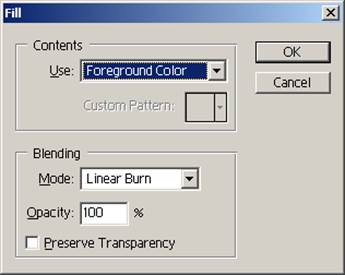 Fill
Contents
Use: Foreground Color
Custom Pattern:
OK
Cancel
Blending
Mode: Linear Burn
Opacity: 100 %
Preserve Transparency